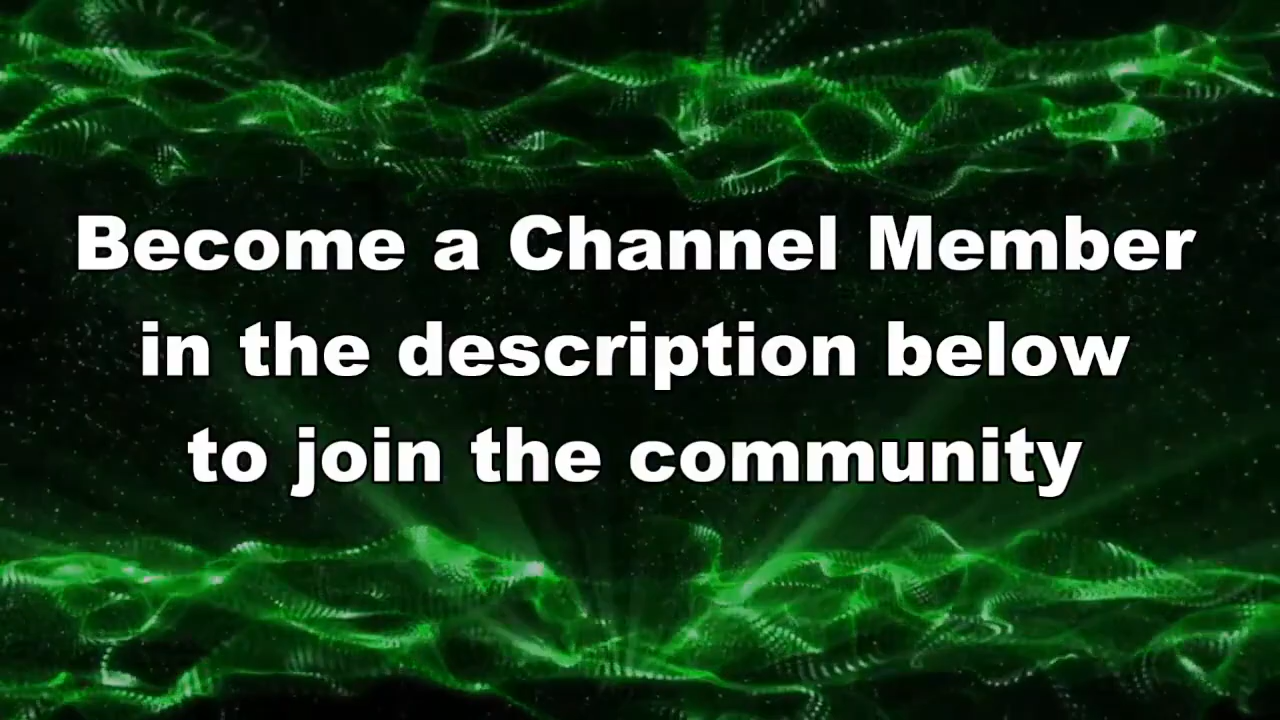 Become a Channel Member
in the description below
to join the community